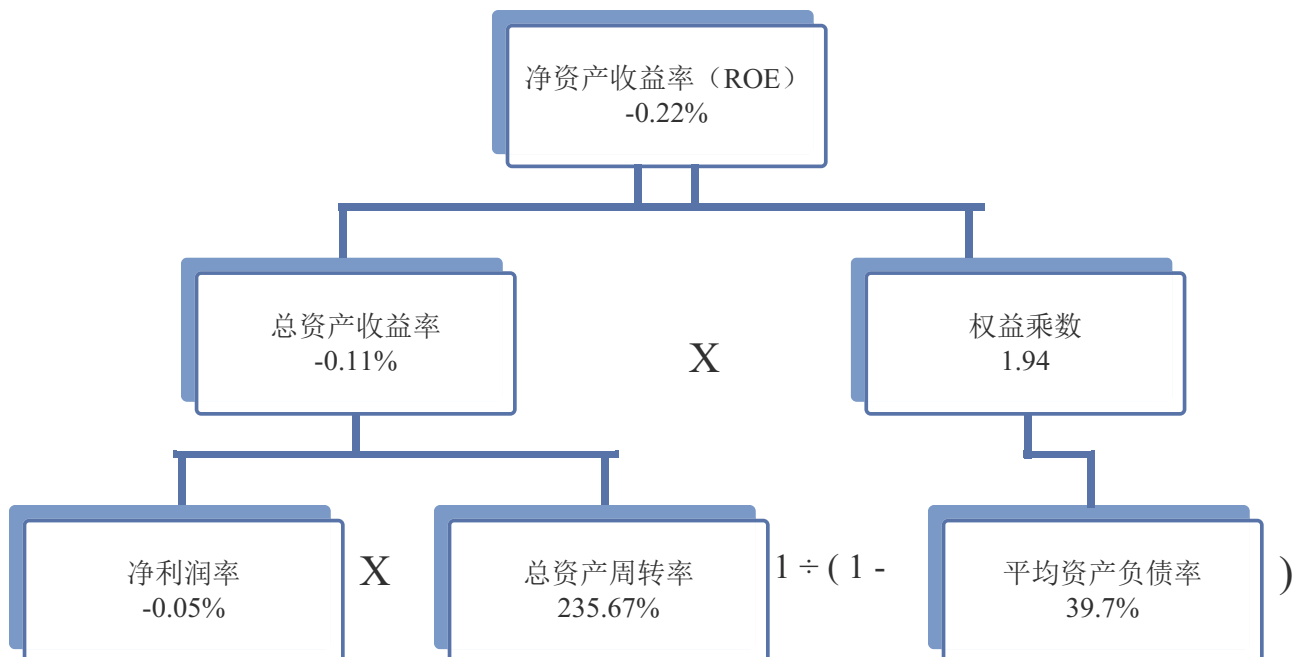 净资产收益率（ROE）
-0.22%
总资产收益率
-0.11%
X
权益乘数
1.94
净利润率
-0.05%
X
总资产周转率
235.67%
1 ÷ ( 1 -
平均资产负债率
39.7%
)